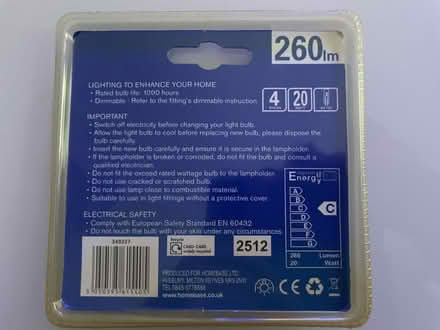 260lm
LIGHTING TO ENHANCE YOUR HOME
• Rated bulb life: 1000 hours
• Dimmable : Refer to the fitting's dimmable instruction
4
20
IMPORTANT
• Switch off electricity before changing your light bulb.
• Allow the light bulb to cool before replacing new bulb, please dispose the
bulb carefully.
• Insert the new bulb carefully and ensure it is secure in the lampholder.
• If the lampholder is broken or corroded, do not fit the bulb and consult a
qualified electrician.
• Do not fit the exceed rated wattage bulb to the lamphold
• Do not use cracked or scratched bulb.
• Do not use lamp close to combustible material.
• Suitable to use in light fittings without a protective cover.
Energy
A
B
C
D
E
F
G
C
260 Lumen
20 Watt
ELECTRICAL SAFETY
• Comply with European Safety Standard EN 60432
• Do not touch the bulb with your skin under any circumstances.
recycle
CARD CARD
2512
PRODUCED FOR HOMEBASE LTD.
www.homebase.co.uk